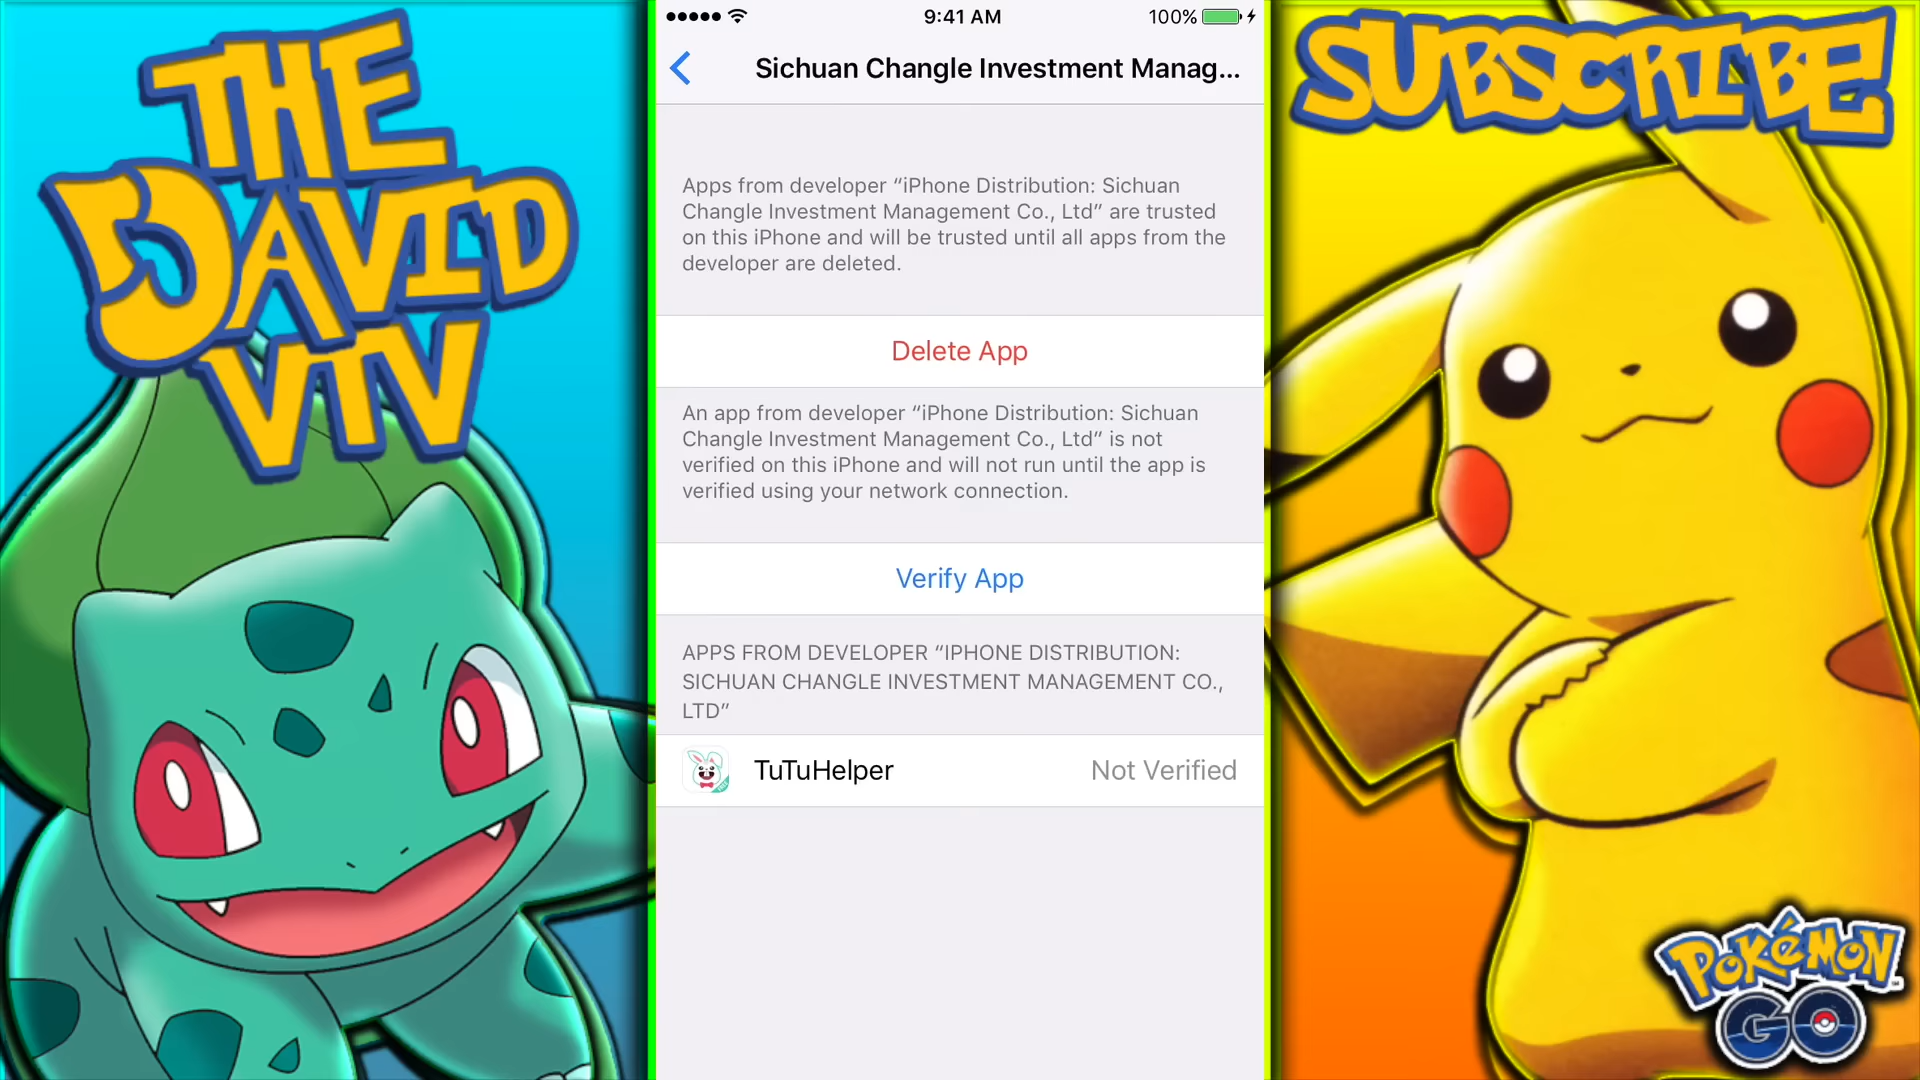 THE
DAVID
VTV
9:41 AM
100%
Sichuan Changle Investment Manag...
Apps from developer “iPhone Distribution: Sichuan
Changle Investment Management Co., Ltd” are trusted
on this iPhone and will be trusted until all apps from the
developer are deleted.
Delete App
An app from developer “iPhone Distribution: Sichuan
Changle Investment Management Co., Ltd” is not
verified on this iPhone and will not run until the app is
verified using your network connection.
Verify App
APPS FROM DEVELOPER “IPHONE DISTRIBUTION:
SICHUAN CHANGLE INVESTMENT MANAGEMENT CO.,
LTD”
TuTuHelper Not Verified
SUBSCRIBE
POKéMON
GO